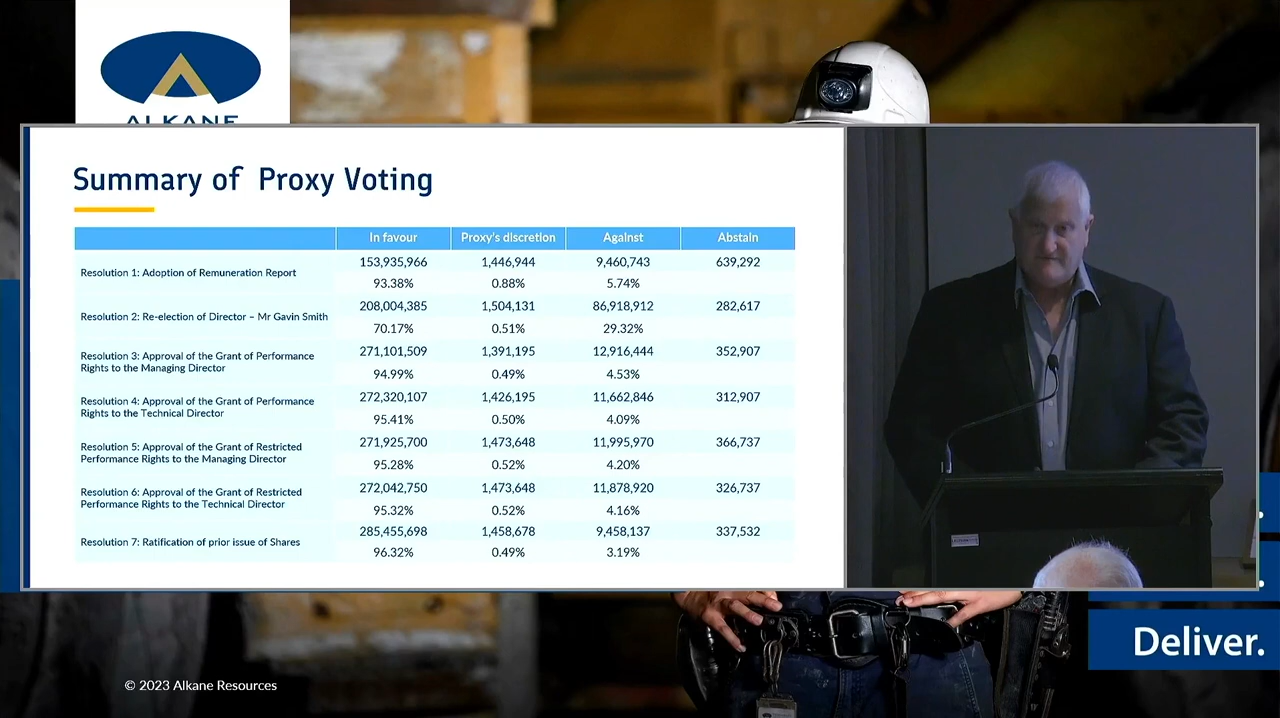 ALKANE
Summary of Proxy Voting
In favour Proxy's discretion Against Abstain
Resolution 1: Adoption of Remuneration Report
153,935,966 1,446,944 9,460,743 639,292
93.38% 0.88% 5.74%
Resolution 2: Re-election of Director – Mr Gavin Smith
208,004,385 1,504,131 86,918,912 282,617
70.17% 0.51% 29.32%
Resolution 3: Approval of the Grant of Performance
Rights to the Managing Director
271,101,509 1,391,195 12,916,444 352,907
94.99% 0.49% 4.53%
Resolution 4: Approval of the Grant of Performance
Rights to the Technical Director
272,320,107 1,426,195 11,662,846 312,907
95.41% 0.50% 4.09%
Resolution 5: Approval of the Grant of Restricted
Performance Rights to the Managing Director
271,925,700 1,473,648 11,995,970 366,737
95.28% 0.52% 4.20%
Resolution 6: Approval of the Grant of Restricted
Performance Rights to the Technical Director
272,042,750 1,473,648 11,878,920 326,737
95.32% 0.52% 4.16%
Resolution 7: Ratification of prior issue of Shares
285,455,698 1,458,678 9,458,137 337,532
96.32% 0.49% 3.19%
Deliver.
© 2023 Alkane Resources